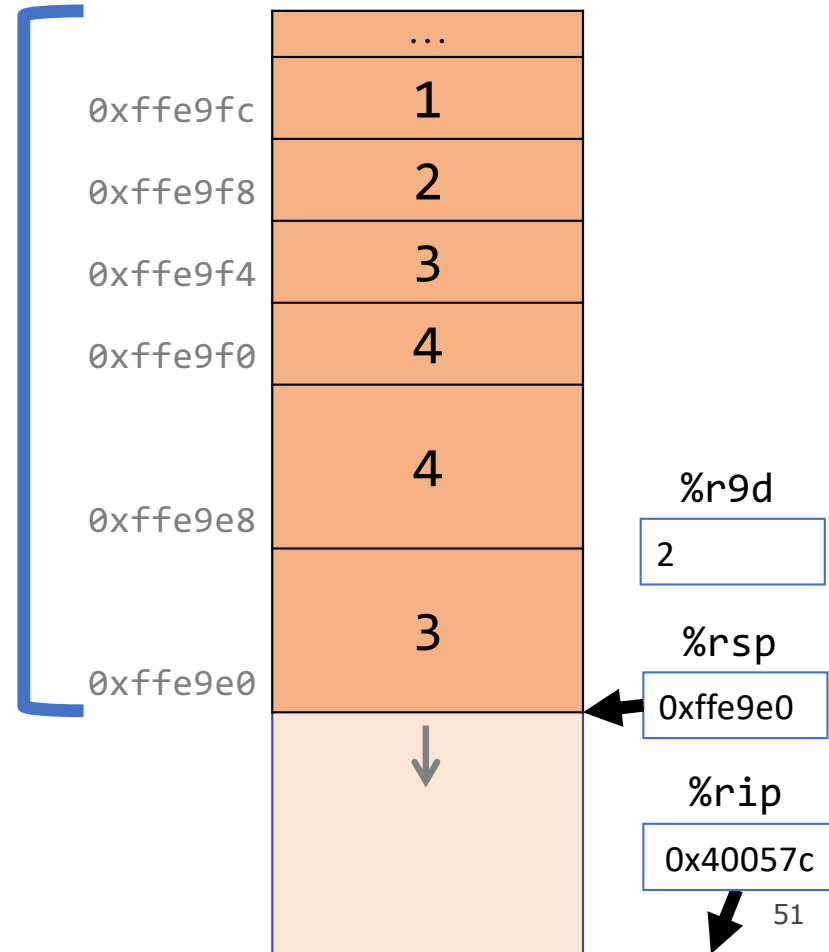 ...
0xffe9fc 1
0xffe9f8 2
0xffe9f4 3
0xffe9f0 4
0xffe9e8 4
0xffe9e0 3
%r9d
2
%rsp
0xffe9e0
%rip
0x40057c
51